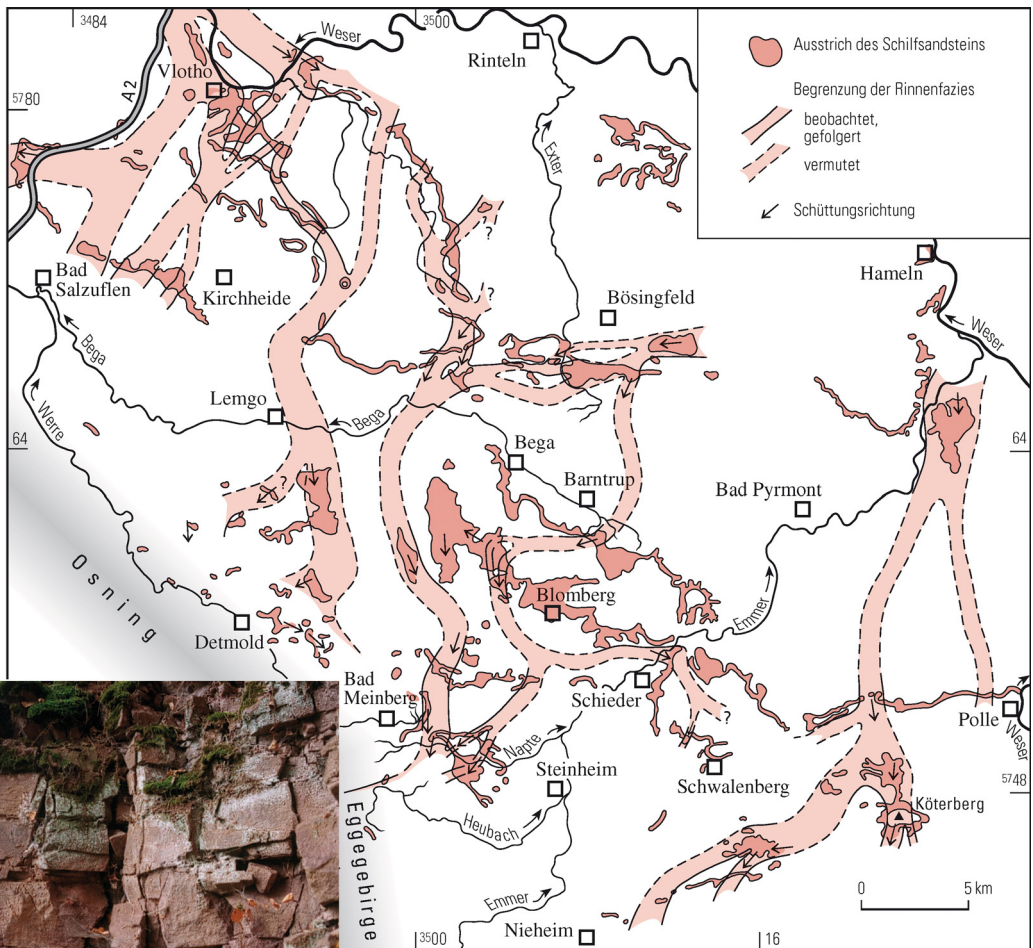 3484
3500
Weser
Rinteln
Vlotho
A2
5780
Exter
Ausstrich des Schilfsandsteins
Begrenzung der Rinnenfazies
beobachtet,
gefolgert
vermutet
Schüttungsrichtung
?
Hameln
Bad
Salzuflen
Kirchheide
?
Bösingfeld
Weser
Bega
Werre
Lemgo
Bega
64
64
Bega
Barntrup
Bad Pyrmont
?
Osning
Detmold
Blomberg
Emmer
Bad
Meinberg
Schieder
?
Polle
Weser
Napte
Steinheim
Schwalenberg
5748
Köterberg
Heubach
Eggegebirge
Emmer
Nieheim
0 5 km
3500
16